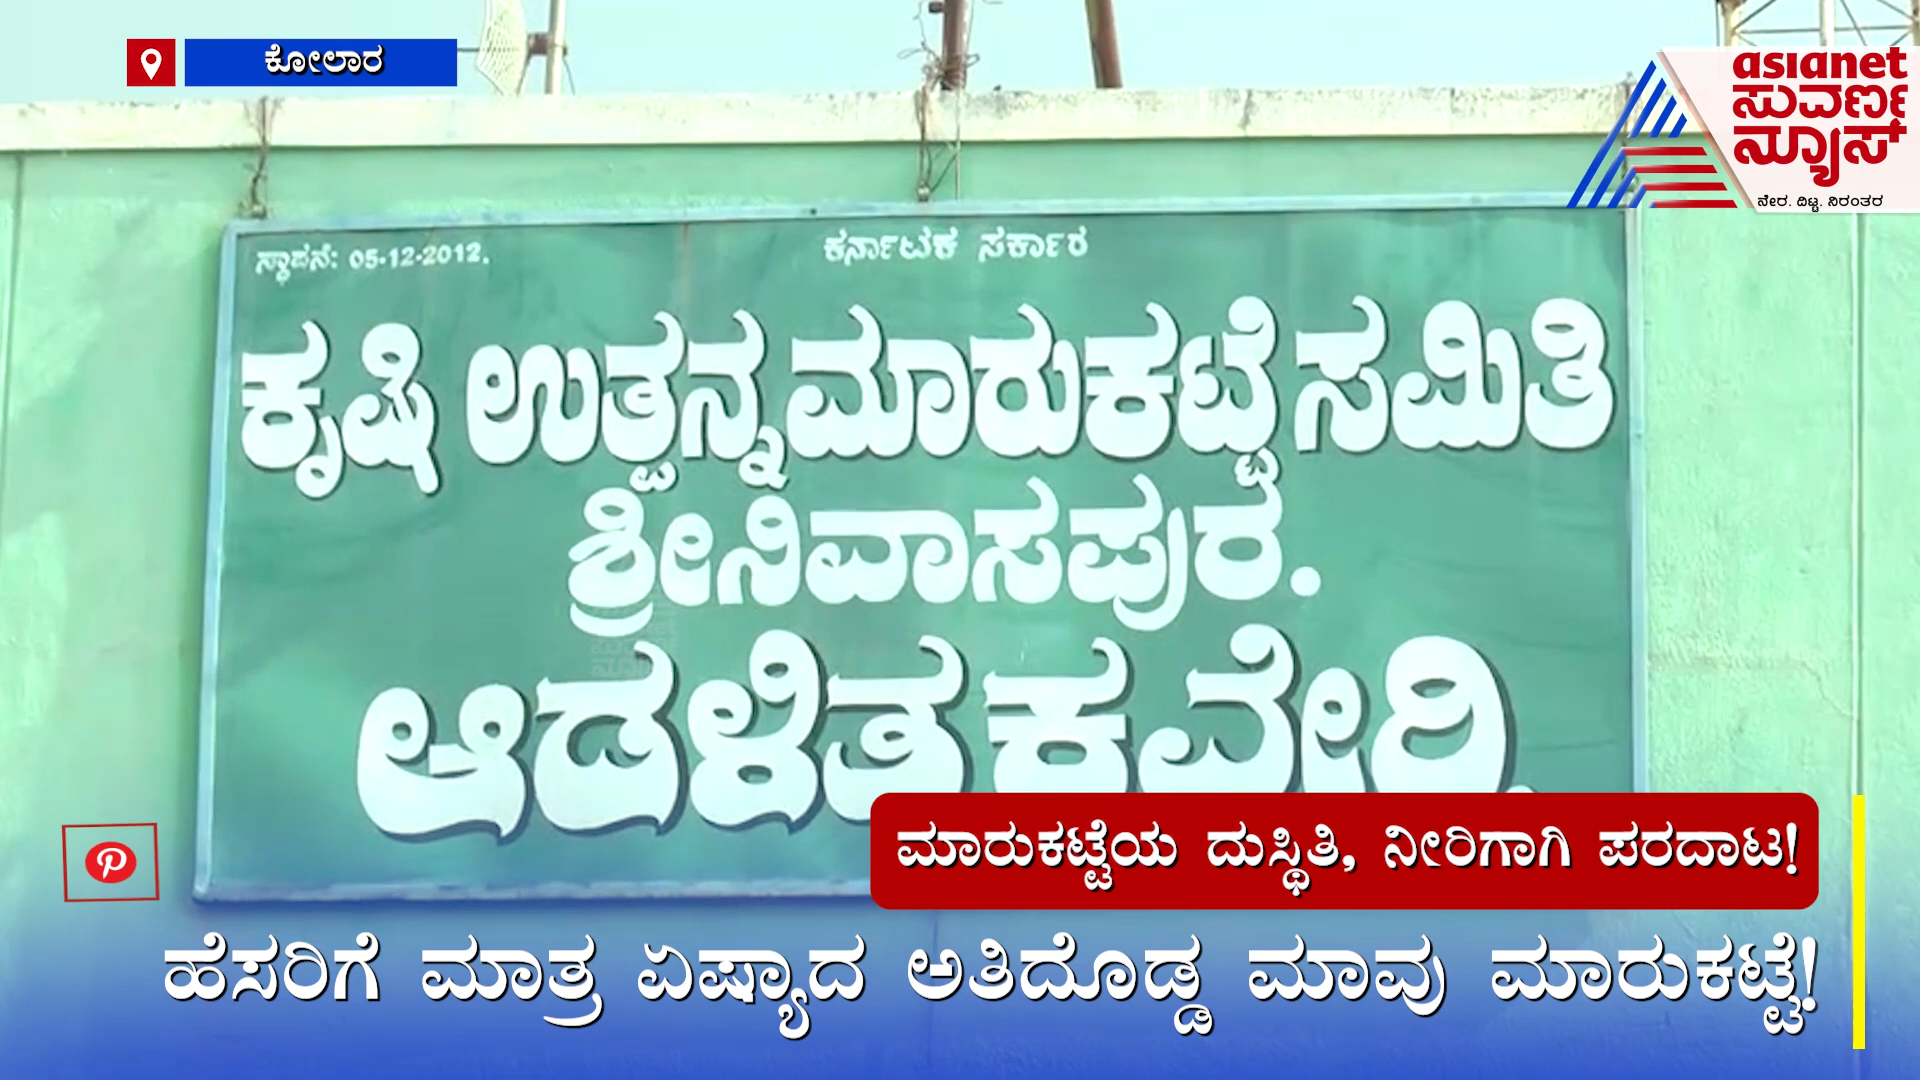 ಕೋಲಾರ
asianet
ಸುವರ್ಣ
ನ್ಯೂಸ್
ನೇರ. ದಿಟ್ಟ. ನಿರಂತರ
ಸ್ಥಾಪನೆ: 05-12-2012.
ಕರ್ನಾಟಕ ಸರ್ಕಾರ
ಕೃಷಿ ಉತ್ಪನ್ನ ಮಾರುಕಟ್ಟೆ ಸಮಿತಿ
ಶ್ರೀನಿವಾಸಪುರ.
ಆಡಳಿತ ಕಛೇರಿ.
ಮಾರುಕಟ್ಟೆಯ ದುಸ್ಥಿತಿ, ನೀರಿಗಾಗಿ ಪರದಾಟ!
ಹೆಸರಿಗೆ ಮಾತ್ರ ಏಷ್ಯಾದ ಅತಿದೊಡ್ಡ ಮಾವು ಮಾರುಕಟ್ಟೆ!